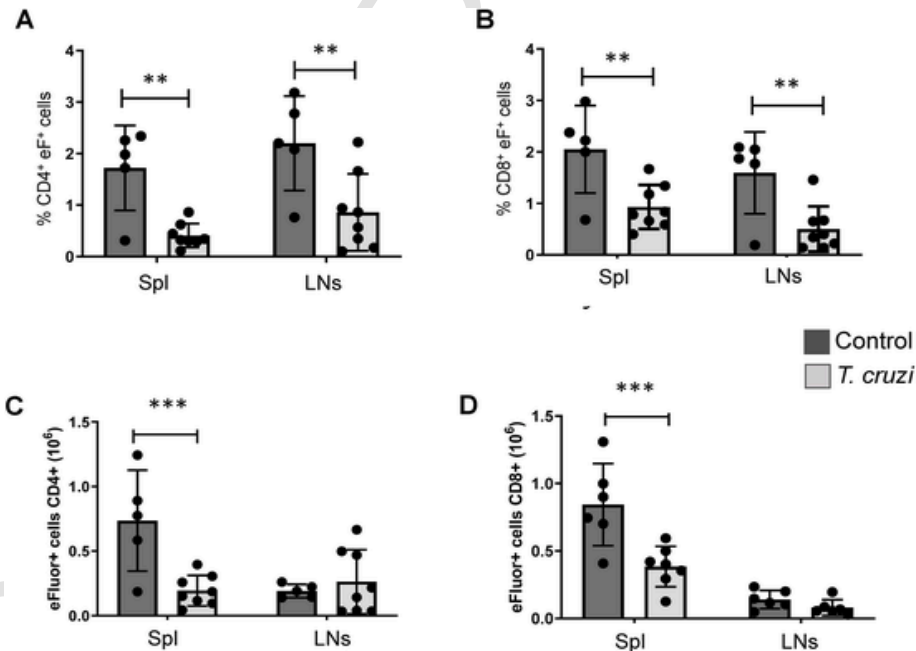 A
% CD4⁺ eF⁺ cells
4
3
2
1
0
**
**
Spl
LNs
B
% CD8⁺ eF⁺ cells
4
3
2
1
0
**
**
Spl
LNs
Control
T. cruzi
C
eFluor+ cells CD4+ (10⁶)
1.5
1.0
0.5
0.0
***
Spl
LNs
D
eFluor+ cells CD8+ (10⁶)
1.5
1.0
0.5
0.0
***
Spl
LNs